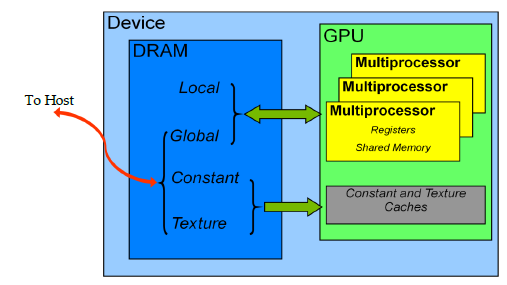 Device
DRAM
GPU
Local
Global
Constant
Texture
To Host
Multiprocessor
Multiprocessor
Multiprocessor
Registers
Shared Memory
Constant and Texture
Caches